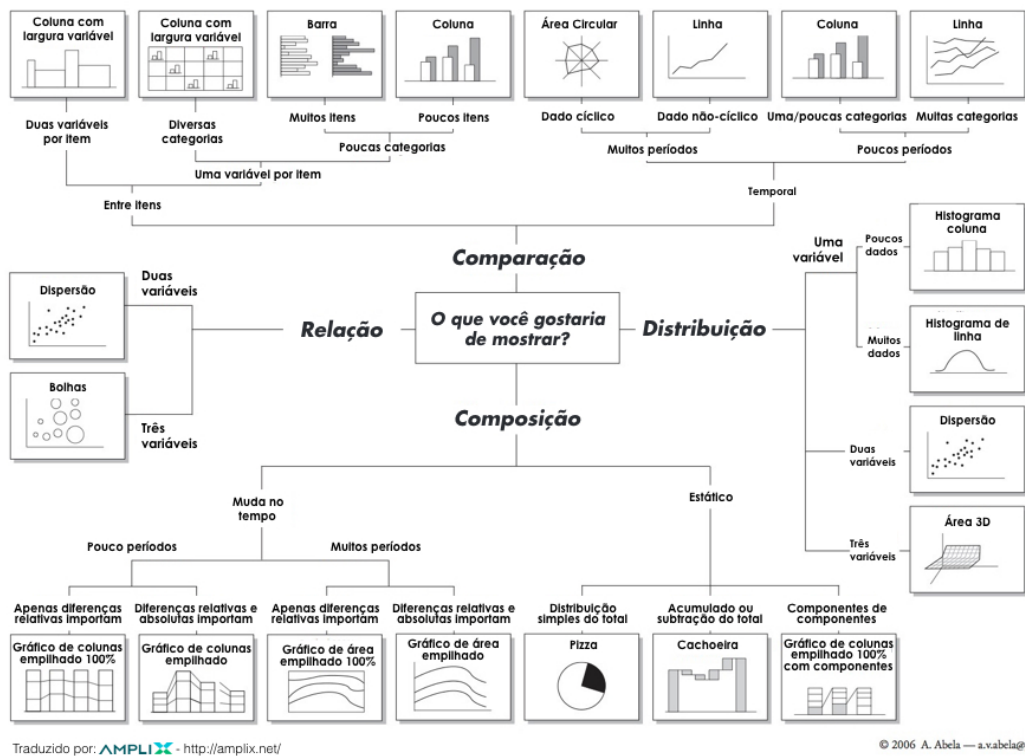 Coluna com
largura variável
Coluna com
largura variável
Barra
Coluna
Área Circular
Linha
Coluna
Linha
Duas variáveis
por item
Diversas
categorias
Muitos itens
Poucos itens
Dado cíclico
Dado não-cíclico
Uma/poucas categorias
Muitas categorias
Poucas categorias
Muitos períodos
Poucos períodos
Uma variável por item
Entre itens
Temporal
Comparação
O que você gostaria
de mostrar?
Relação
Duas
variáveis
Dispersão
Bolhas
Três
variáveis
Distribuição
Uma
variável
Poucos
dados
Histograma
coluna
Muitos
dados
Histograma de
linha
Duas
variáveis
Dispersão
Três
variáveis
Área 3D
Composição
Muda no
tempo
Estático
Pouco períodos
Muitos períodos
Apenas diferenças
relativas importam
Diferenças relativas e
absolutas importam
Apenas diferenças
relativas importam
Diferenças relativas e
absolutas importam
Distribuição
simples do total
Acumulado ou
subtração do total
Componentes de
componentes
Gráfico de colunas
empilhado 100%
Gráfico de colunas
empilhado
Gráfico de área
empilhado 100%
Gráfico de área
empilhado
Pizza
Cachoeira
Gráfico de colunas
empilhado 100%
com componentes
Traduzido por: AMPLIX - http://amplix.net/
© 2006 A. Abela — a.v.abela@